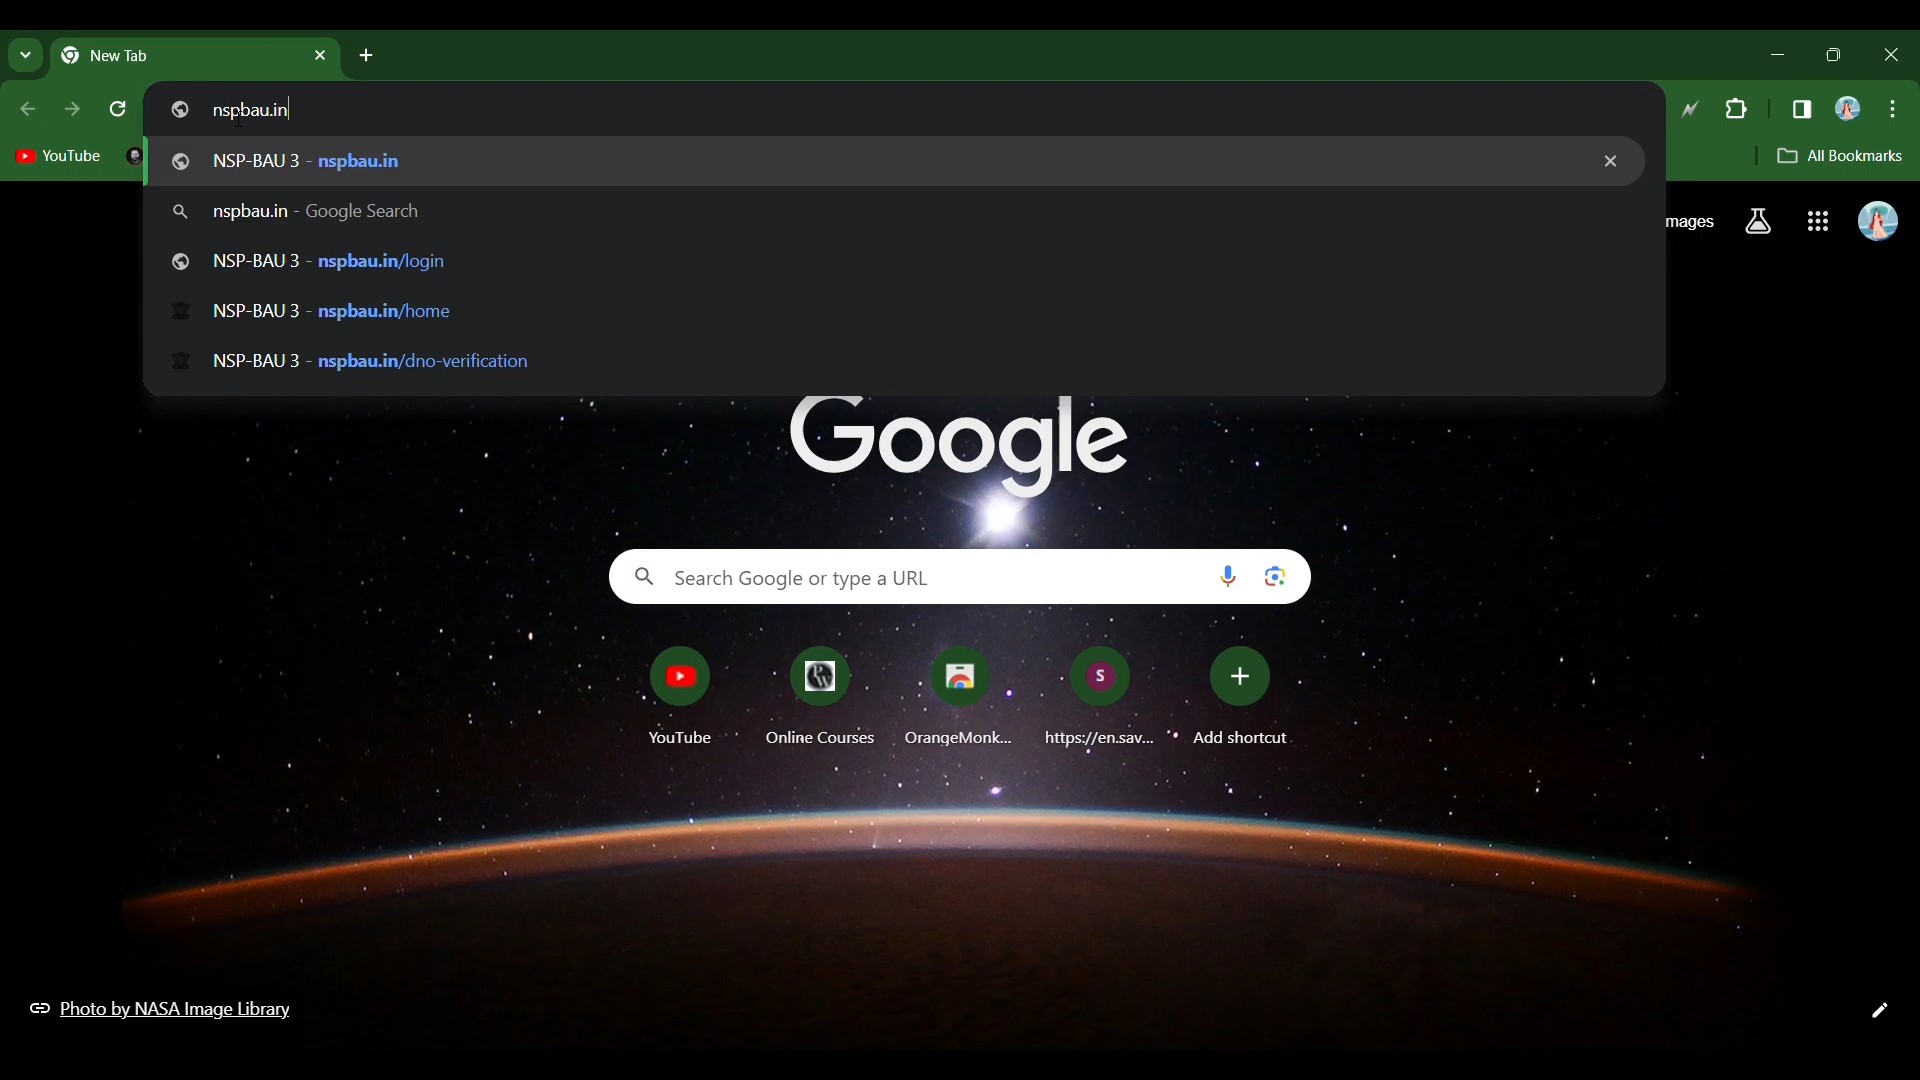 New Tab
nspbau.in
YouTube
All Bookmarks
NSP-BAU 3 - nspbau.in
nspbau.in - Google Search
mages
NSP-BAU 3 - nspbau.in/login
NSP-BAU 3 - nspbau.in/home
NSP-BAU 3 - nspbau.in/dno-verification
Google
Search Google or type a URL
PW
S
YouTube
Online Courses
OrangeMonk...
https://en.sav...
Add shortcut
Photo by NASA Image Library